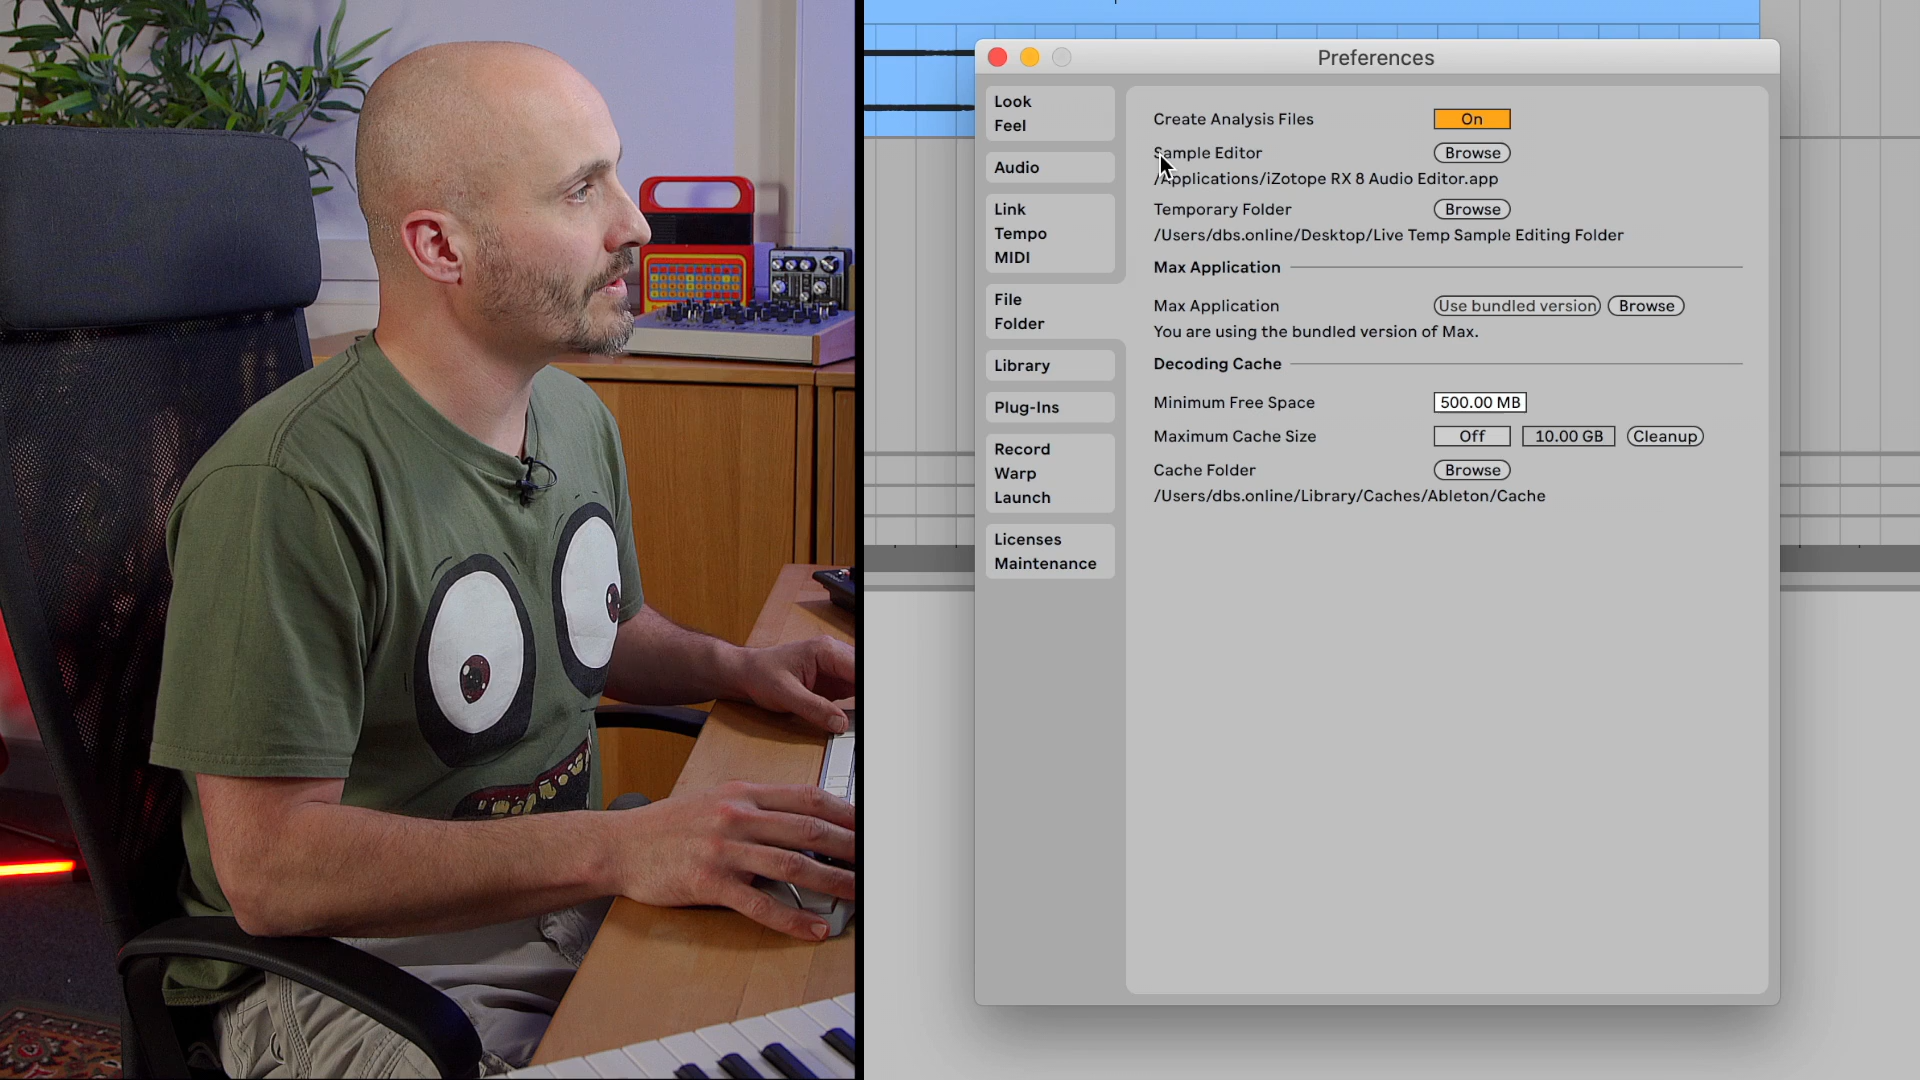 Preferences
Look
Feel
Audio
Link
Tempo
MIDI
File
Folder
Library
Plug-Ins
Record
Warp
Launch
Licenses
Maintenance
Create Analysis Files On
Sample Editor Browse
/Applications/iZotope RX 8 Audio Editor.app
Temporary Folder Browse
/Users/dbs.online/Desktop/Live Temp Sample Editing Folder
Max Application
Max Application Use bundled version Browse
You are using the bundled version of Max.
Decoding Cache
Minimum Free Space 500.00 MB
Maximum Cache Size Off 10.00 GB Cleanup
Cache Folder Browse
/Users/dbs.online/Library/Caches/Ableton/Cache